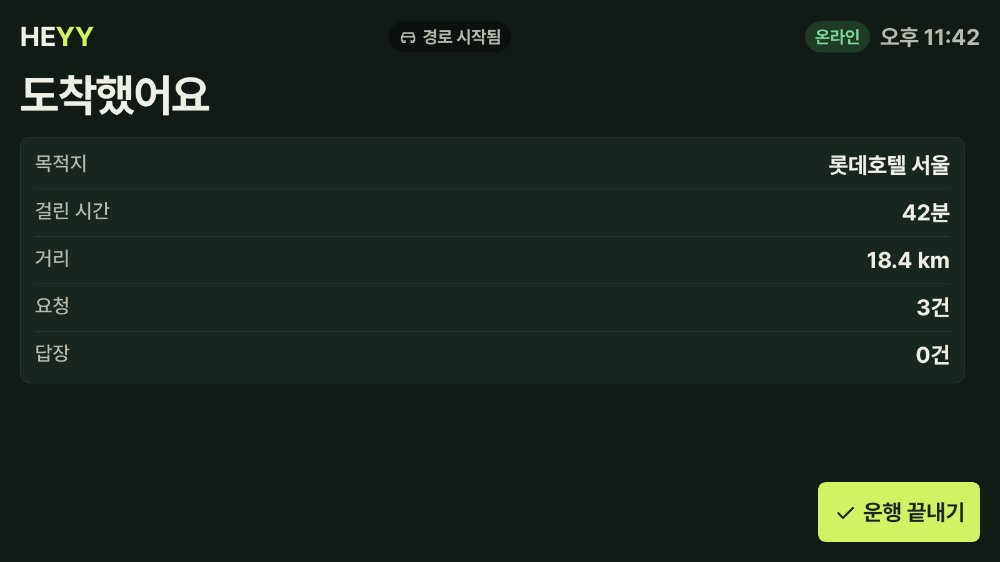 HEYY
경로 시작됨
온라인 오후 11:42
도착했어요
목적지 롯데호텔 서울
걸린 시간 42분
거리 18.4 km
요청 3건
답장 0건
운행 끝내기